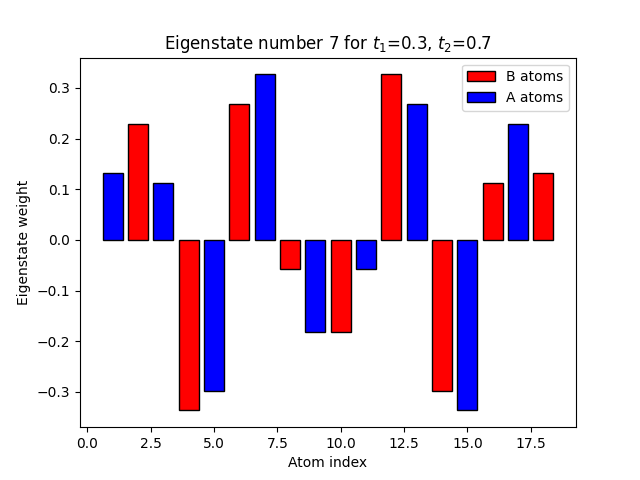 Eigenstate number 7 for t₁=0.3, t₂=0.7
B atoms
A atoms
Eigenstate weight
0.3
0.2
0.1
0.0
−0.1
−0.2
−0.3
0.0 2.5 5.0 7.5 10.0 12.5 15.0 17.5
Atom index